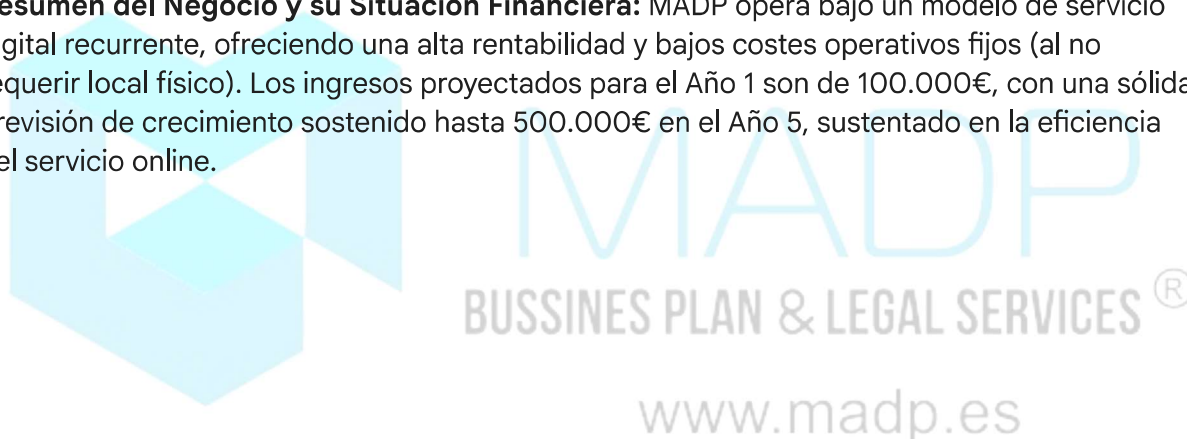 esumen del Negocio y su Situación Financiera: MADP opera bajo un modelo de servicio
igital recurrente, ofreciendo una alta rentabilidad y bajos costes operativos fijos (al no
equerir local físico). Los ingresos proyectados para el Año 1 son de 100.000€, con una sólida
revisión de crecimiento sostenido hasta 500.000€ en el Año 5, sustentado en la eficiencia
el servicio online.
MADP
BUSSINES PLAN & LEGAL SERVICES ®
www.madp.es